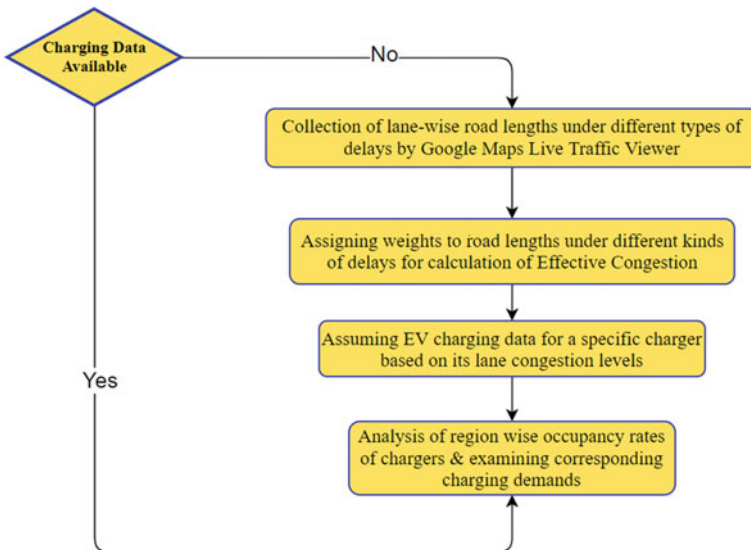 Charging Data
Available
No
Collection of lane-wise road lengths under different types of
delays by Google Maps Live Traffic Viewer
Assigning weights to road lengths under different kinds
of delays for calculation of Effective Congestion
Assuming EV charging data for a specific charger
based on its lane congestion levels
Yes
Analysis of region wise occupancy rates
of chargers & examining corresponding
charging demands